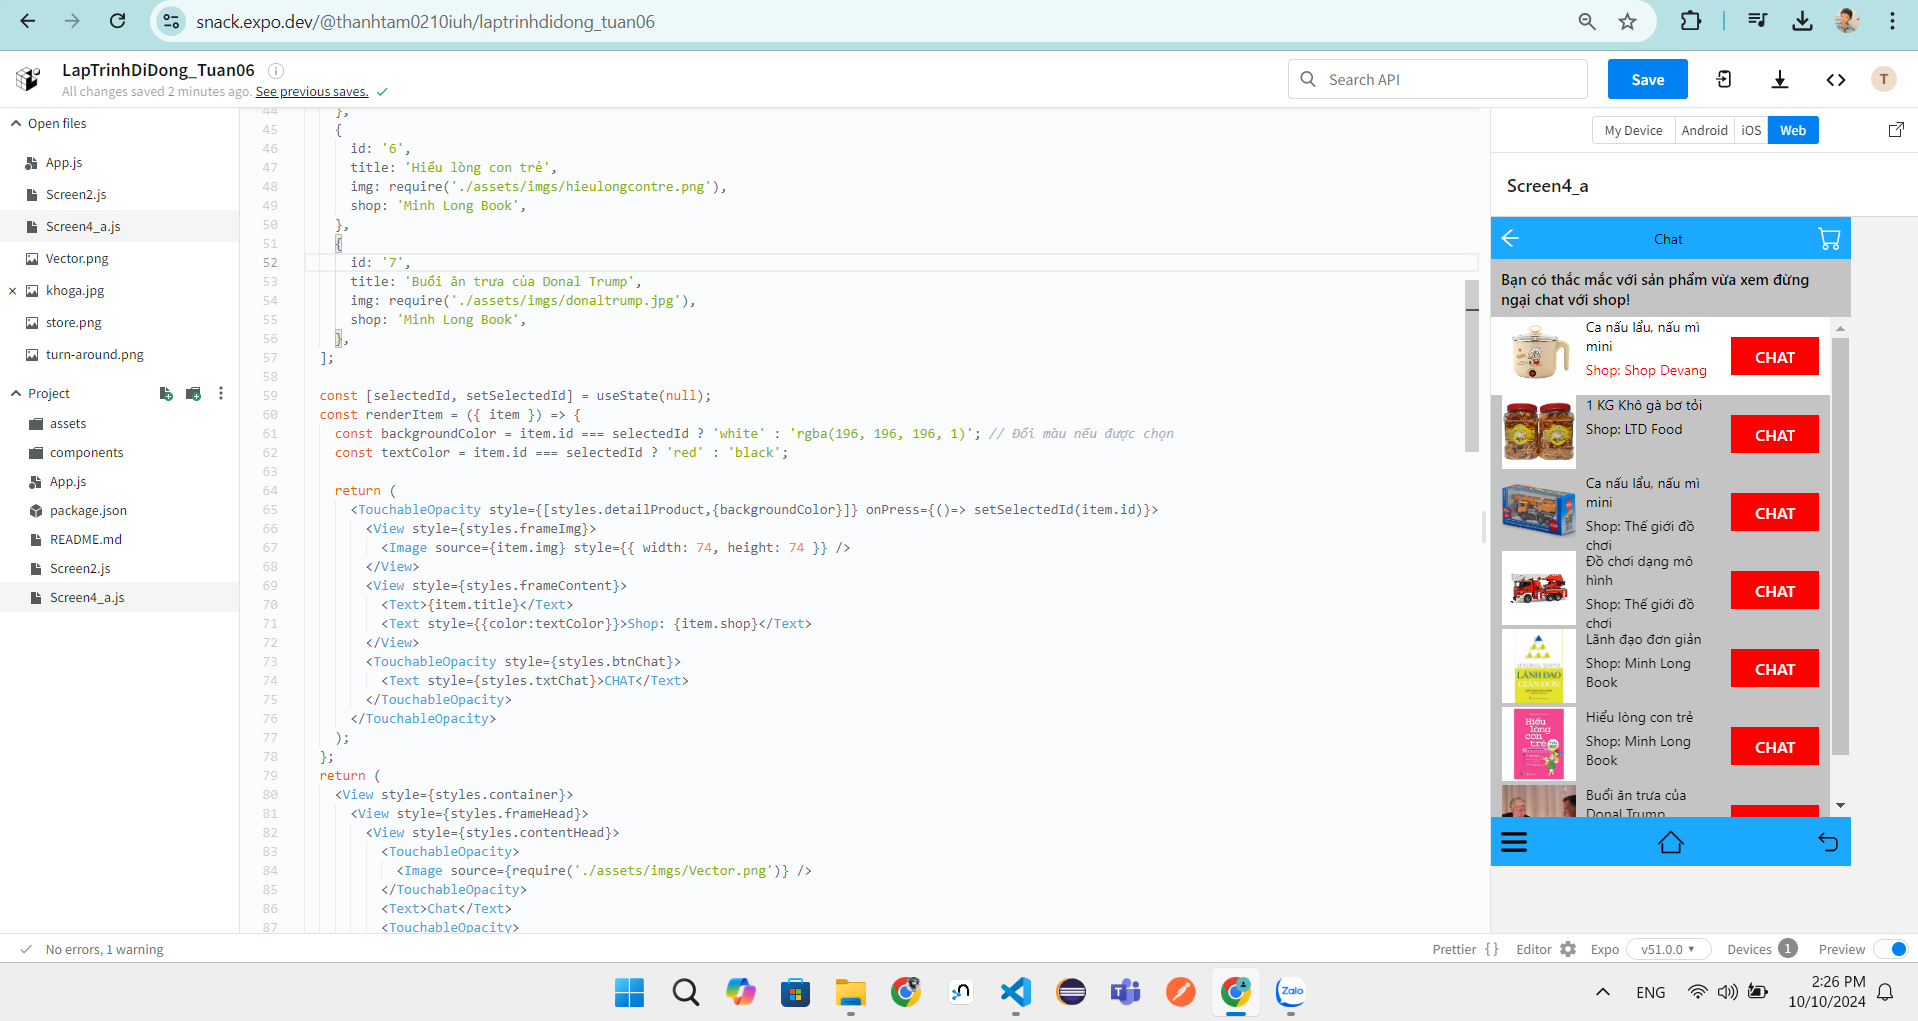 snack.expo.dev/@thanhtam0210iuh/laptrinhdidong_tuan06
LapTrinhDiDong_Tuan06
All changes saved 2 minutes ago. See previous saves.
Search API
Save
T
Open files
App.js
Screen2.js
Screen4_a.js
Vector.png
khoga.jpg
store.png
turn-around.png
Project
assets
components
App.js
package.json
README.md
Screen2.js
Screen4_a.js
44 },
45 {
46 id: '6',
47 title: 'Hiểu lòng con trẻ',
48 img: require('./assets/imgs/hieulongcontre.png'),
49 shop: 'Minh Long Book',
50 },
51 {
52 id: '7',
53 title: 'Buổi ăn trưa của Donal Trump',
54 img: require('./assets/imgs/donaltrump.jpg'),
55 shop: 'Minh Long Book',
56 },
57 ];
58
59 const [selectedId, setSelectedId] = useState(null);
60 const renderItem = ({ item }) => {
61 const backgroundColor = item.id === selectedId ? 'white' : 'rgba(196, 196, 196, 1)'; // Đổi màu nếu được chọn
62 const textColor = item.id === selectedId ? 'red' : 'black';
63
64 return (
65 <TouchableOpacity style={[styles.detailProduct,{backgroundColor}]} onPress={()=> setSelectedId(item.id)}>
66 <View style={styles.frameImg}>
67 <Image source={item.img} style={{ width: 74, height: 74 }} />
68 </View>
69 <View style={styles.frameContent}>
70 <Text>{item.title}</Text>
71 <Text style={{color:textColor}}>Shop: {item.shop}</Text>
72 </View>
73 <TouchableOpacity style={styles.btnChat}>
74 <Text style={styles.txtChat}>CHAT</Text>
75 </TouchableOpacity>
76 </TouchableOpacity>
77 );
78 };
79 return (
80 <View style={styles.container}>
81 <View style={styles.frameHead}>
82 <View style={styles.contentHead}>
83 <TouchableOpacity>
84 <Image source={require('./assets/imgs/Vector.png')} />
85 </TouchableOpacity>
86 <Text>Chat</Text>
87 <TouchableOpacity>
My Device Android iOS Web
Screen4_a
Chat
Bạn có thắc mắc với sản phẩm vừa xem đừng
ngại chat với shop!
Ca nấu lẩu, nấu mì
mini
Shop: Shop Devang
CHAT
1 KG Khô gà bơ tỏi
Shop: LTD Food
CHAT
Ca nấu lẩu, nấu mì
mini
Shop: Thế giới đồ
chơi
CHAT
Đồ chơi dạng mô
hình
Shop: Thế giới đồ
chơi
CHAT
LÃNH ĐẠO
GIẢN ĐƠN
Lãnh đạo đơn giản
Shop: Minh Long
Book
CHAT
Hiểu
lòng
con
trẻ
Hiểu lòng con trẻ
Shop: Minh Long
Book
CHAT
Buổi ăn trưa của
Donal Trump
No errors, 1 warning
Prettier {} Editor Expo v51.0.0 Devices 1 Preview
Zalo
ENG
2:26 PM
10/10/2024